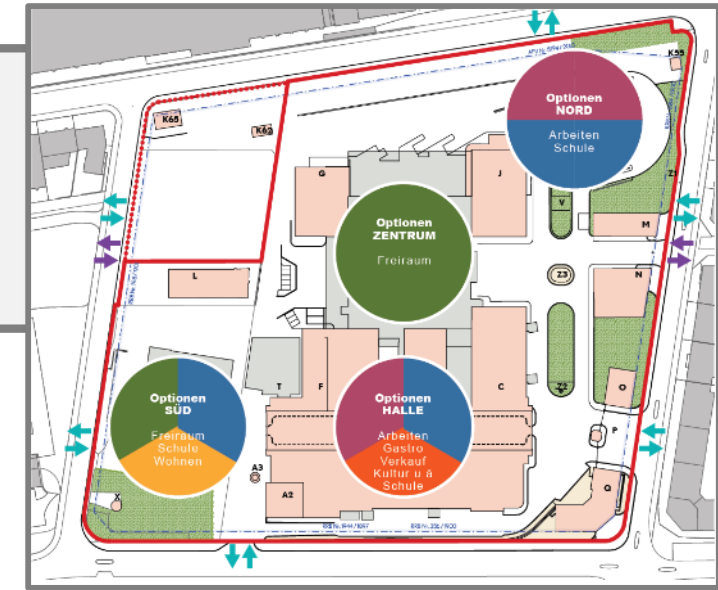 K55
Optionen
NORD
Arbeiten
Schule
K65
K62
G
J
Z1
V
M
Optionen
ZENTRUM
Freiraum
L
Z3
N
T
F
C
Z2
O
P
Optionen
SÜD
Freiraum
Schule
Wohnen
Optionen
HALLE
Arbeiten
Gastro
Verkauf
Kultur u ä
Schule
A3
A2
X
Q